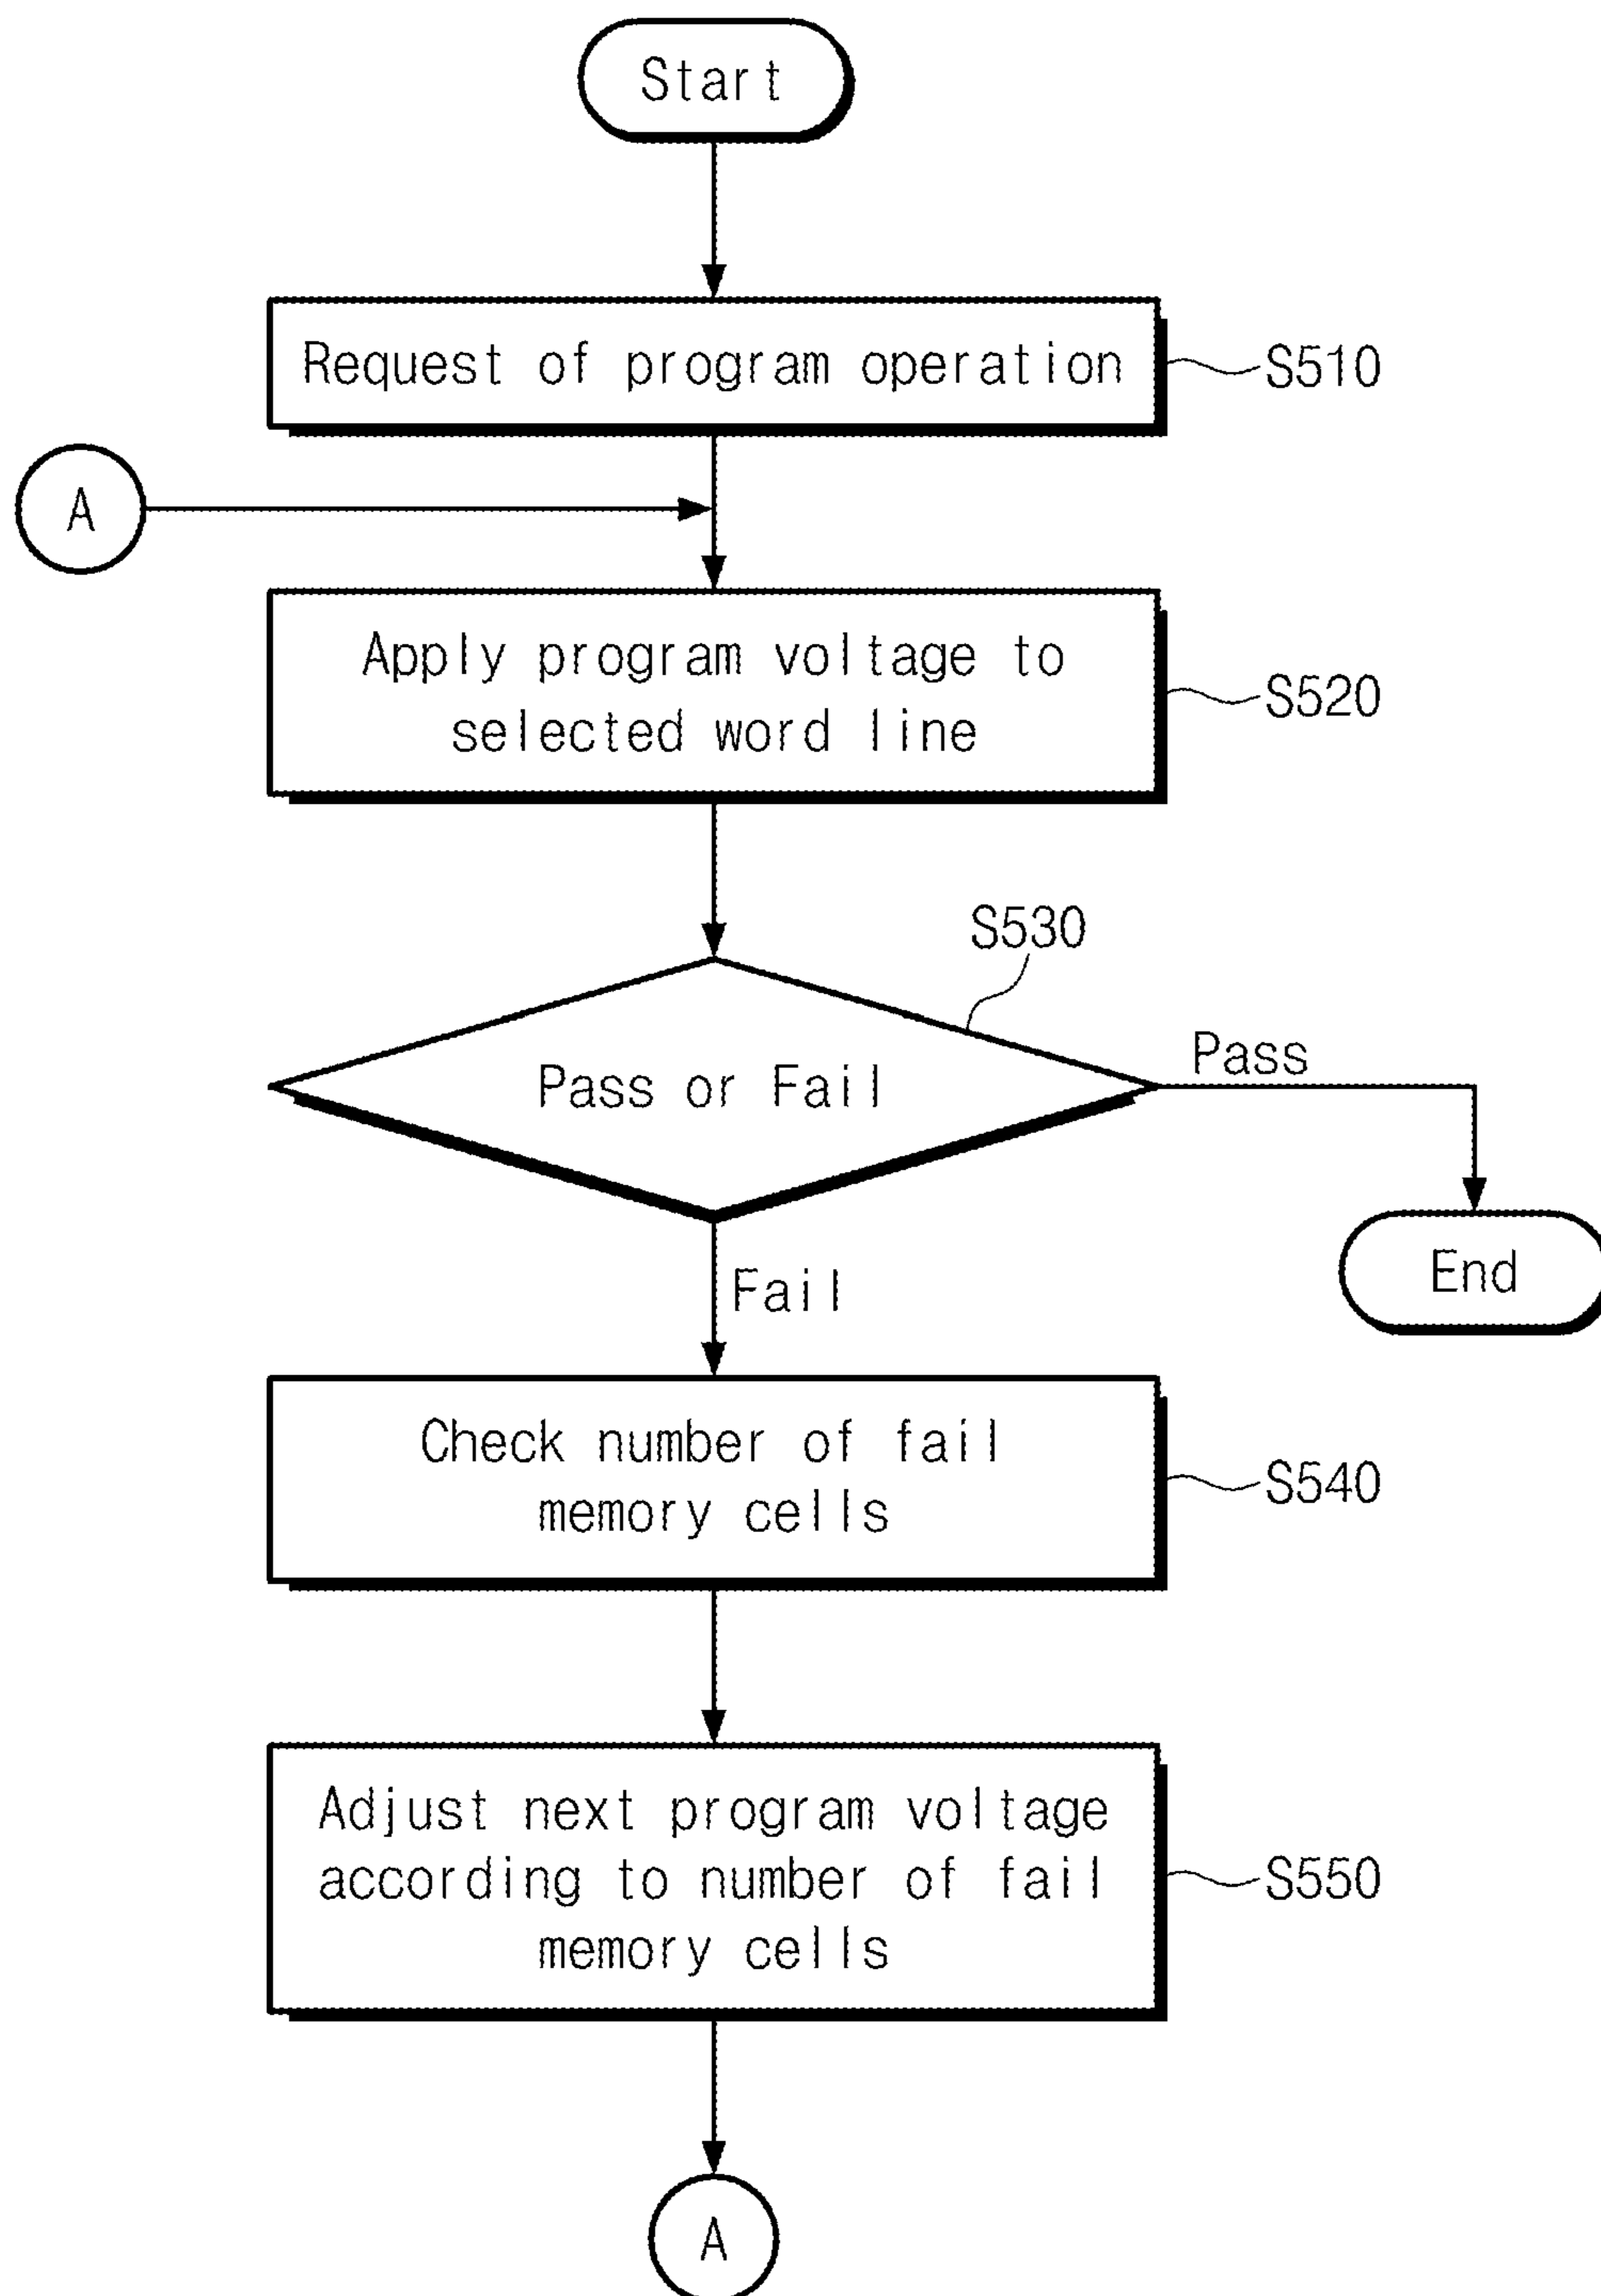 Start
Request of program operation
S510
A
Apply program voltage to
selected word line
S520
S530
Pass or Fail
Pass
End
Fail
Check number of fail
memory cells
S540
Adjust next program voltage
according to number of fail
memory cells
S550
A